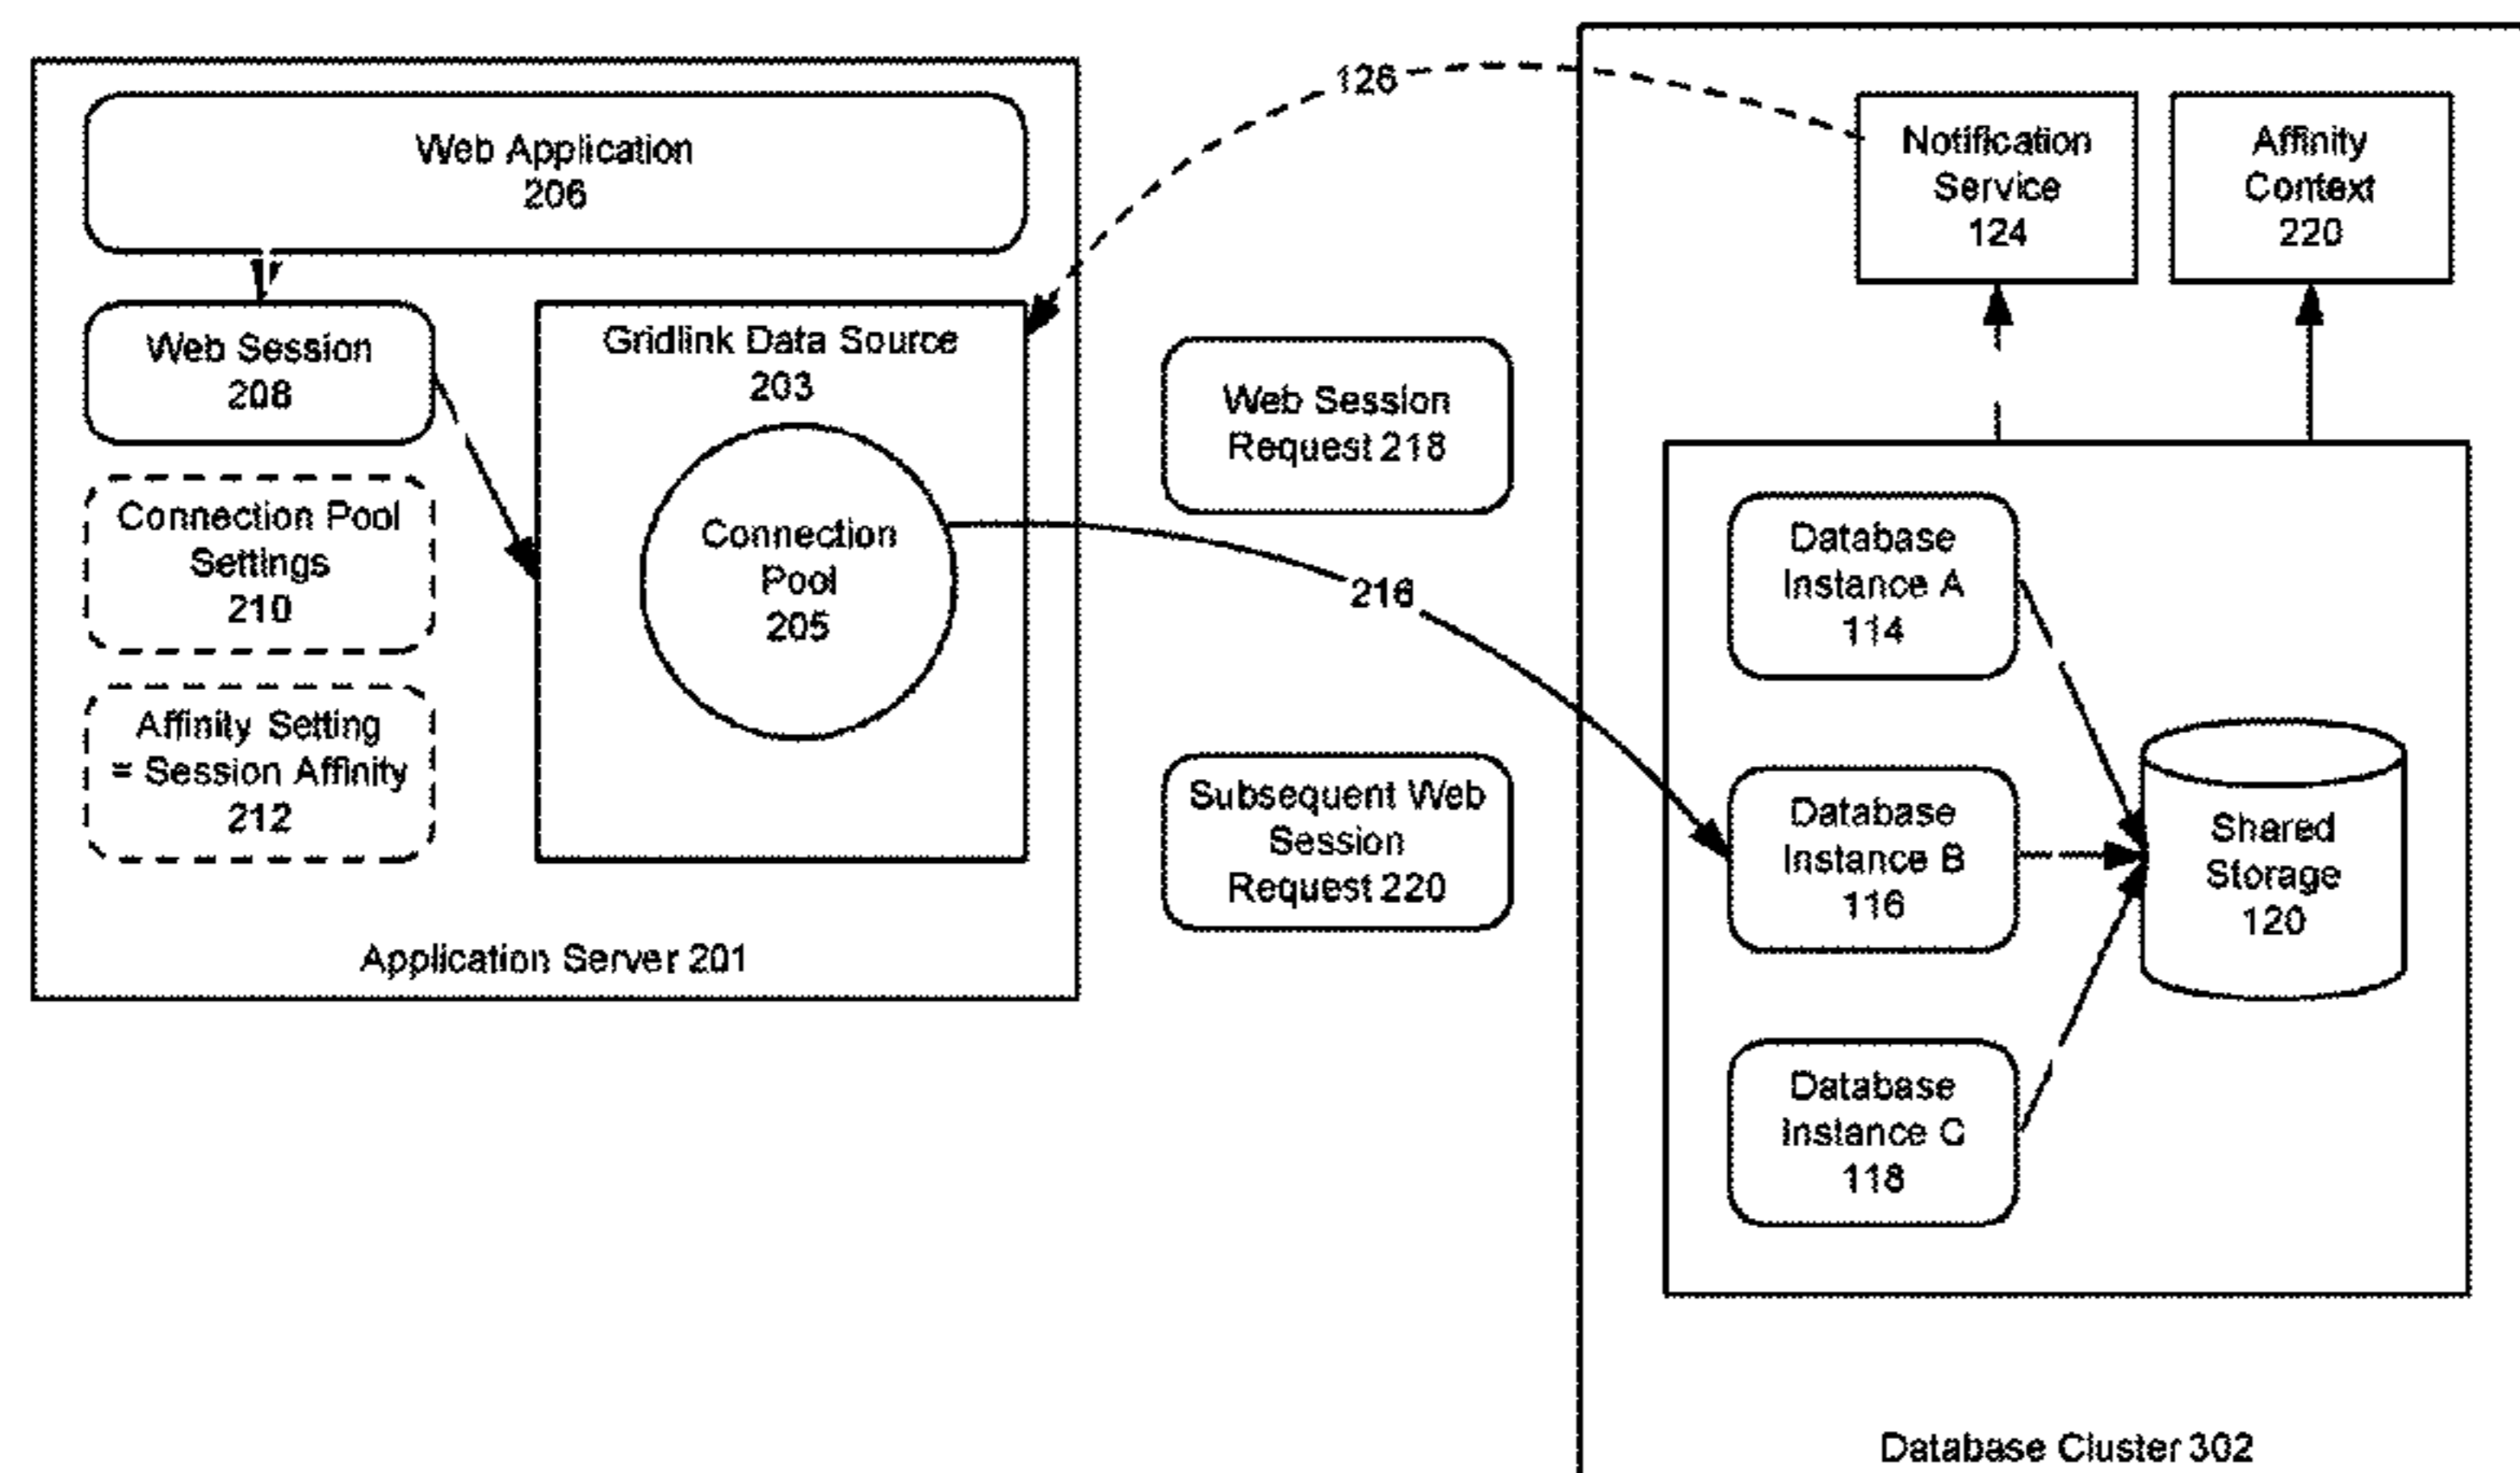 Web Application
206
Web Session
208
Connection Pool
Settings
210
Affinity Setting
= Session Affinity
212
Gridlink Data Source
203
Connection
Pool
205
Application Server 201
126
Web Session
Request 218
216
Subsequent Web
Session
Request 220
Notification
Service
124
Affinity
Context
220
Database
Instance A
114
Database
Instance B
116
Database
Instance C
118
Shared
Storage
120
Database Cluster 302